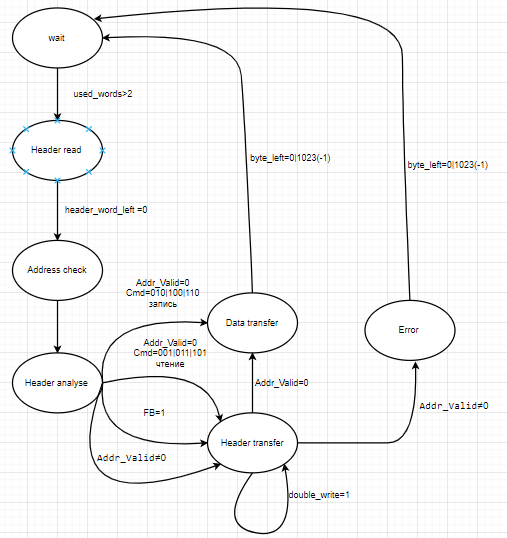 wait
used_words>2
Header read
byte_left=0|1023(-1)
byte_left=0|1023(-1)
header_word_left =0
Address check
Addr_Valid=0
Cmd=010|100|110
запись
Data transfer
Error
Addr_Valid=0
Cmd=001|011|101
чтение
Header analyse
Addr_Valid=0
FB=1
Addr_Valid≠0
Header transfer
Addr_Valid≠0
double_write=1